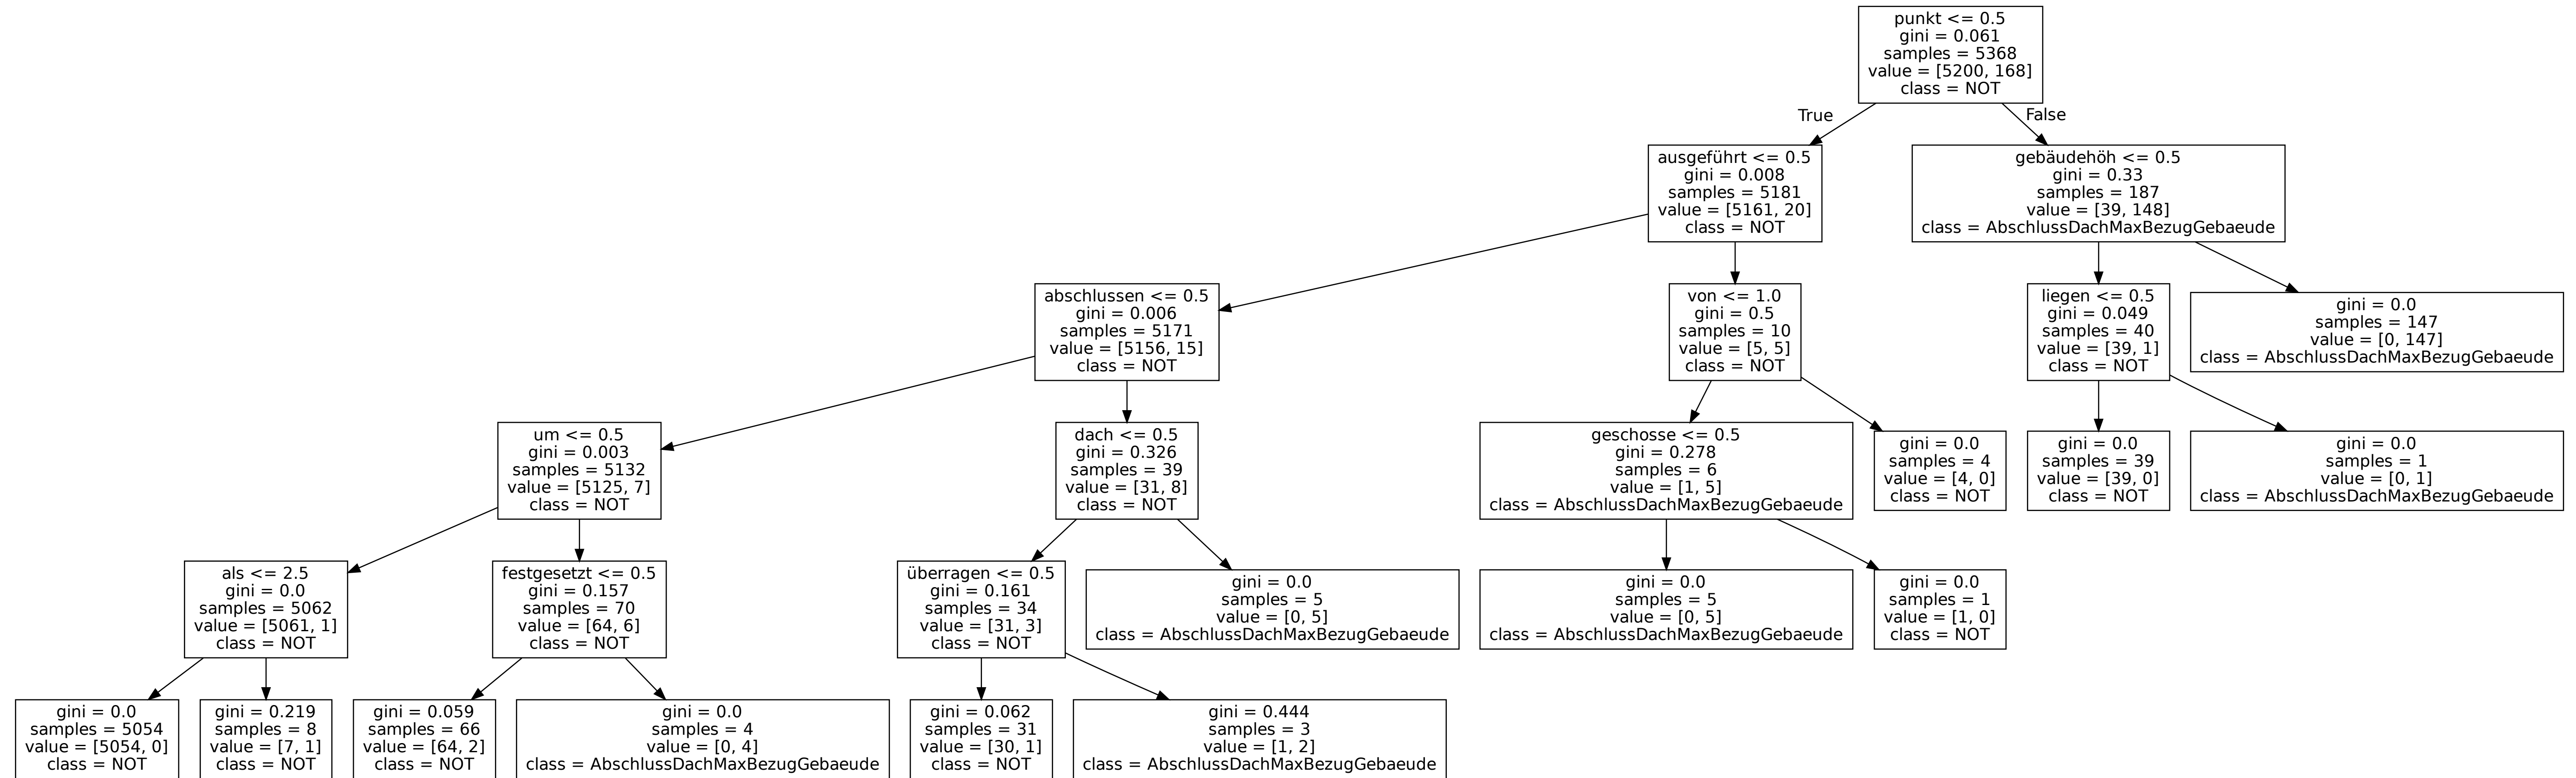 punkt <= 0.5
gini = 0.061
samples = 5368
value = [5200, 168]
class = NOT
True
False
ausgeführt <= 0.5
gini = 0.008
samples = 5181
value = [5161, 20]
class = NOT
gebäudehöh <= 0.5
gini = 0.33
samples = 187
value = [39, 148]
class = AbschlussDachMaxBezugGebaeude
abschlussen <= 0.5
gini = 0.006
samples = 5171
value = [5156, 15]
class = NOT
von <= 1.0
gini = 0.5
samples = 10
value = [5, 5]
class = NOT
liegen <= 0.5
gini = 0.049
samples = 40
value = [39, 1]
class = NOT
gini = 0.0
samples = 147
value = [0, 147]
class = AbschlussDachMaxBezugGebaeude
um <= 0.5
gini = 0.003
samples = 5132
value = [5125, 7]
class = NOT
dach <= 0.5
gini = 0.326
samples = 39
value = [31, 8]
class = NOT
geschosse <= 0.5
gini = 0.278
samples = 6
value = [1, 5]
class = AbschlussDachMaxBezugGebaeude
gini = 0.0
samples = 4
value = [4, 0]
class = NOT
gini = 0.0
samples = 39
value = [39, 0]
class = NOT
gini = 0.0
samples = 1
value = [0, 1]
class = AbschlussDachMaxBezugGebaeude
als <= 2.5
gini = 0.0
samples = 5062
value = [5061, 1]
class = NOT
festgesetzt <= 0.5
gini = 0.157
samples = 70
value = [64, 6]
class = NOT
überragen <= 0.5
gini = 0.161
samples = 34
value = [31, 3]
class = NOT
gini = 0.0
samples = 5
value = [0, 5]
class = AbschlussDachMaxBezugGebaeude
gini = 0.0
samples = 5
value = [0, 5]
class = AbschlussDachMaxBezugGebaeude
gini = 0.0
samples = 1
value = [1, 0]
class = NOT
gini = 0.0
samples = 5054
value = [5054, 0]
class = NOT
gini = 0.219
samples = 8
value = [7, 1]
class = NOT
gini = 0.059
samples = 66
value = [64, 2]
class = NOT
gini = 0.0
samples = 4
value = [0, 4]
class = AbschlussDachMaxBezugGebaeude
gini = 0.062
samples = 31
value = [30, 1]
class = NOT
gini = 0.444
samples = 3
value = [1, 2]
class = AbschlussDachMaxBezugGebaeude